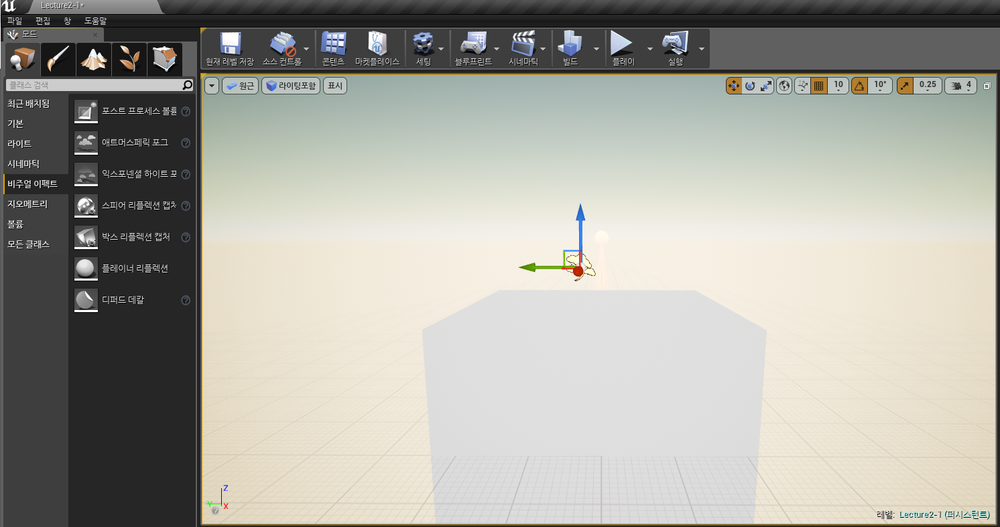 Lecture2-1*
파일 편집 창 도움말
모드
현재 레벨 저장 소스 컨트롤 콘텐츠 마켓플레이스 세팅 블루프린트 시네마틱 빌드 플레이 실행
클래스 검색
원근 라이팅포함 표시
10 10° 0.25 4
최근 배치됨
기본
라이트
시네마틱
비주얼 이펙트
지오메트리
볼륨
모든 클래스
포스트 프로세스 볼륨
애트머스페릭 포그
익스포넨셜 하이트 포
스피어 리플렉션 캡처
박스 리플렉션 캡처
플레이너 리플렉션
디퍼드 데칼
Z
Y
X
레벨: Lecture2-1 (퍼시스턴트)